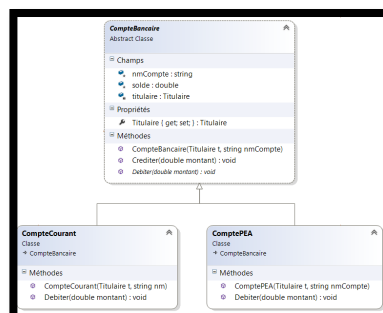 CompteBancaire
Abstract Classe
Champs
nmCompte : string
solde : double
titulaire : Titulaire
Propriétés
Titulaire { get; set; } : Titulaire
Méthodes
CompteBancaire(Titulaire t, string nmCompte)
Crediter(double montant) : void
Debiter(double montant) : void
CompteCourant
Classe
CompteBancaire
Méthodes
CompteCourant(Titulaire t, string nm)
Debiter(double montant) : void
ComptePEA
Classe
CompteBancaire
Méthodes
ComptePEA(Titulaire t, string nmCompte)
Debiter(double montant) : void